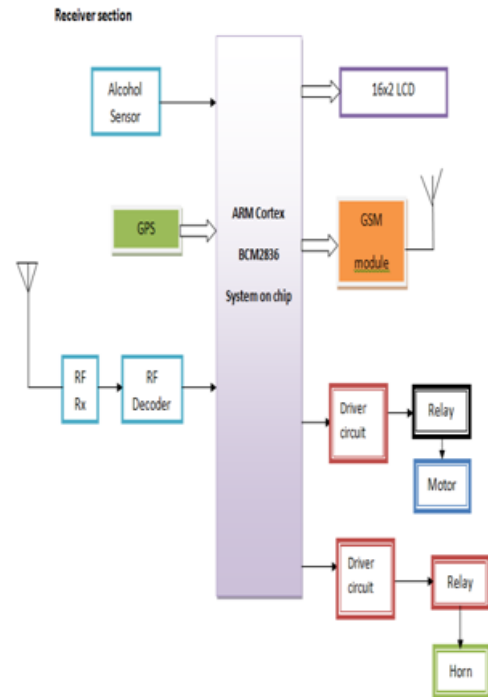 Receiver section
Alcohol
Sensor
16x2 LCD
GPS
ARM Cortex
BCM2836
System on chip
GSM
module
RF
Rx
RF
Decoder
Driver
circuit
Relay
Motor
Driver
circuit
Relay
Horn